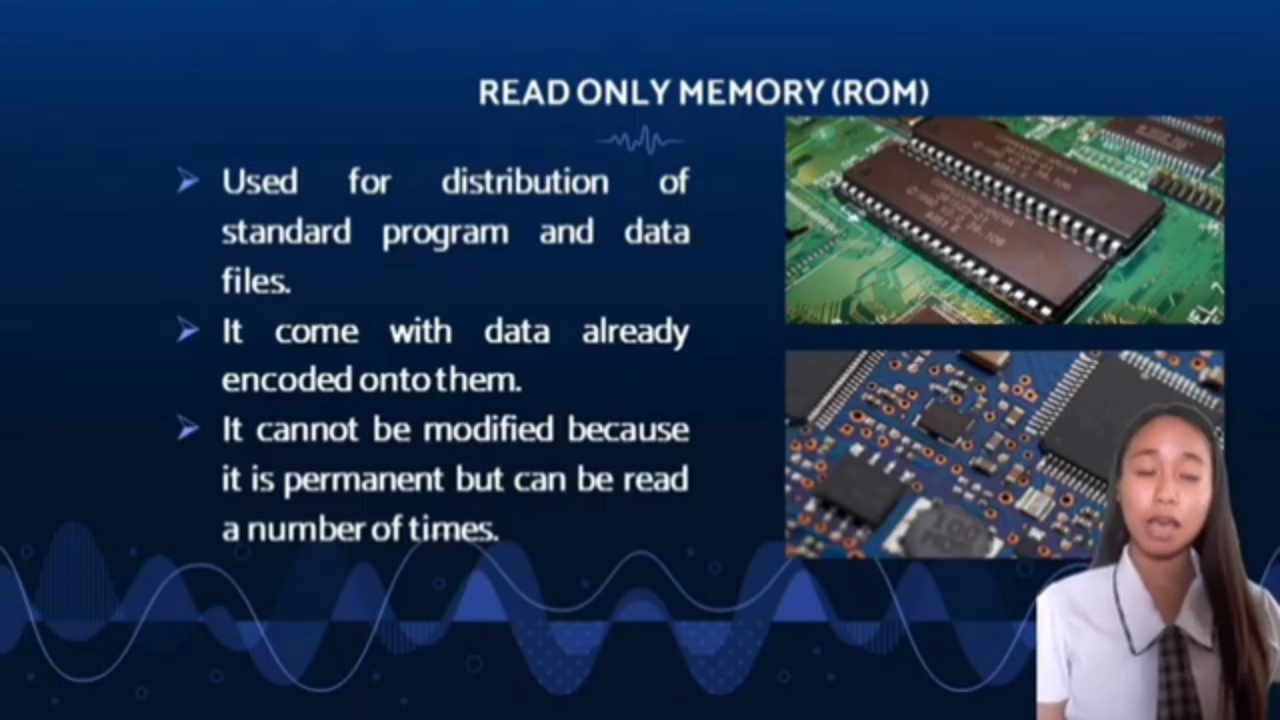 READ ONLY MEMORY (ROM)
Used for distribution of
standard program and data
files.
It come with data already
encoded onto them.
It cannot be modified because
it is permanent but can be read
a number of times.